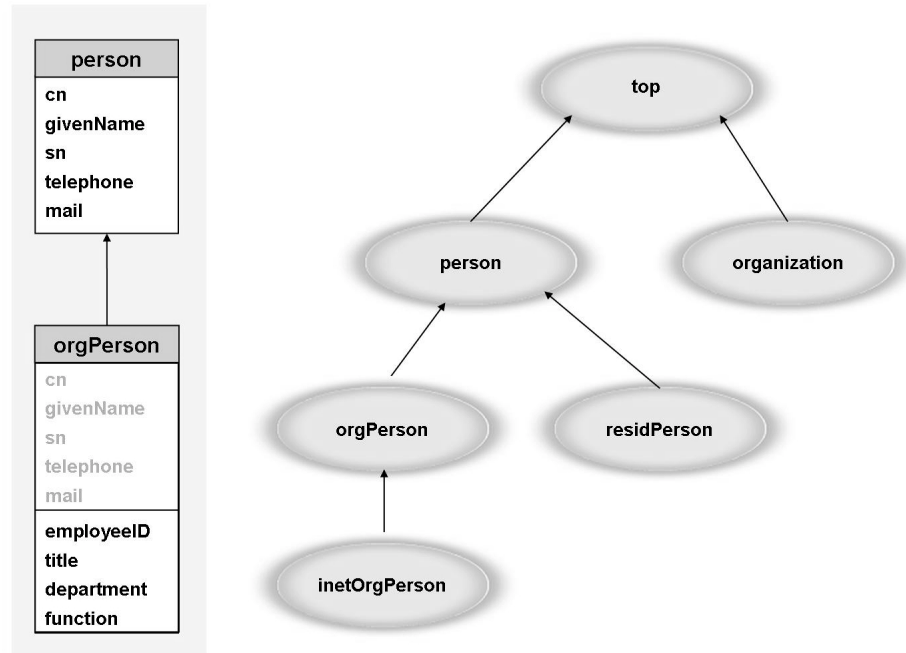 person
cn
givenName
sn
telephone
mail
orgPerson
cn
givenName
sn
telephone
mail
employeeID
title
department
function
top
person
organization
orgPerson
residPerson
inetOrgPerson